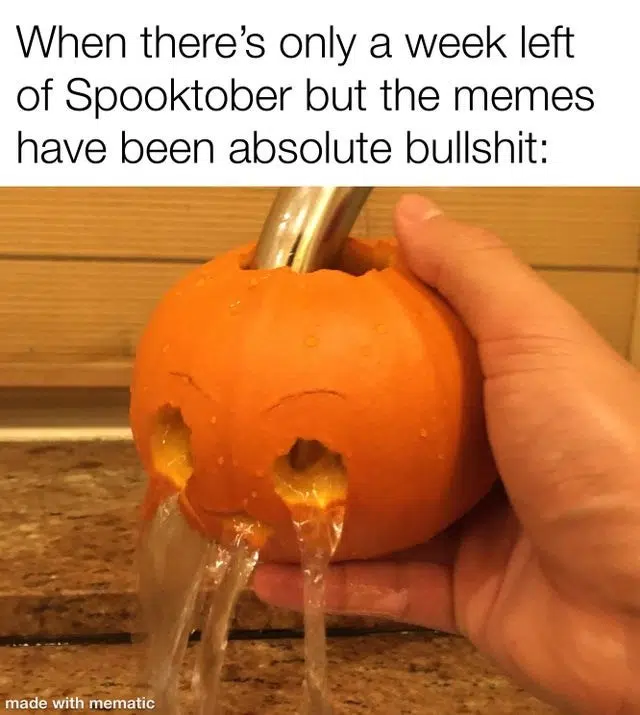 When there’s only a week left
of Spooktober but the memes
have been absolute bullshit:
made with mematic